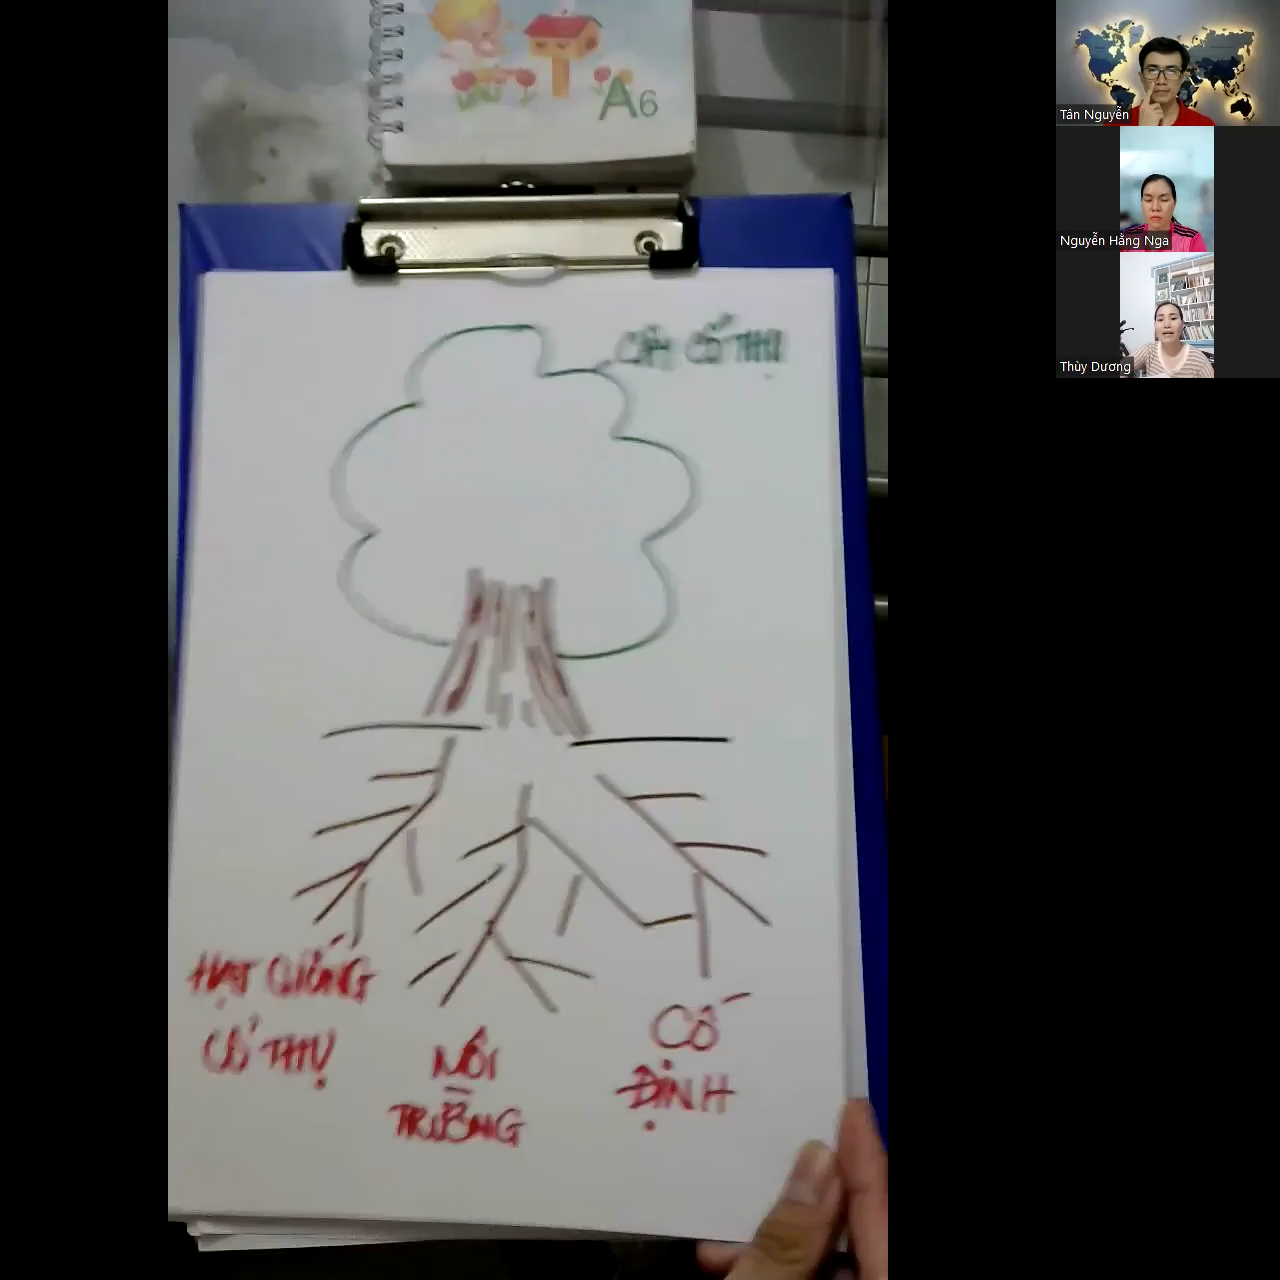 A6
CÂY CỔ THỤ
HẠT GIỐNG
CỔ THỤ
MÔI
TRƯỜNG
CỐ
ĐỊNH
Tân Nguyễn
Nguyễn Hằng Nga
Thùy Dương